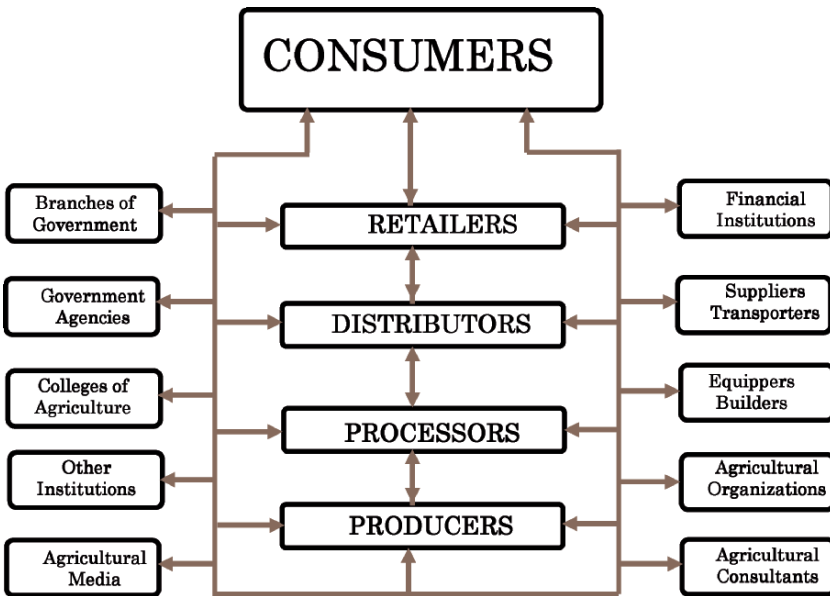 CONSUMERS
Branches of
Government
Government
Agencies
Colleges of
Agriculture
Other
Institutions
Agricultural
Media
RETAILERS
DISTRIBUTORS
PROCESSORS
PRODUCERS
Financial
Institutions
Suppliers
Transporters
Equippers
Builders
Agricultural
Organizations
Agricultural
Consultants